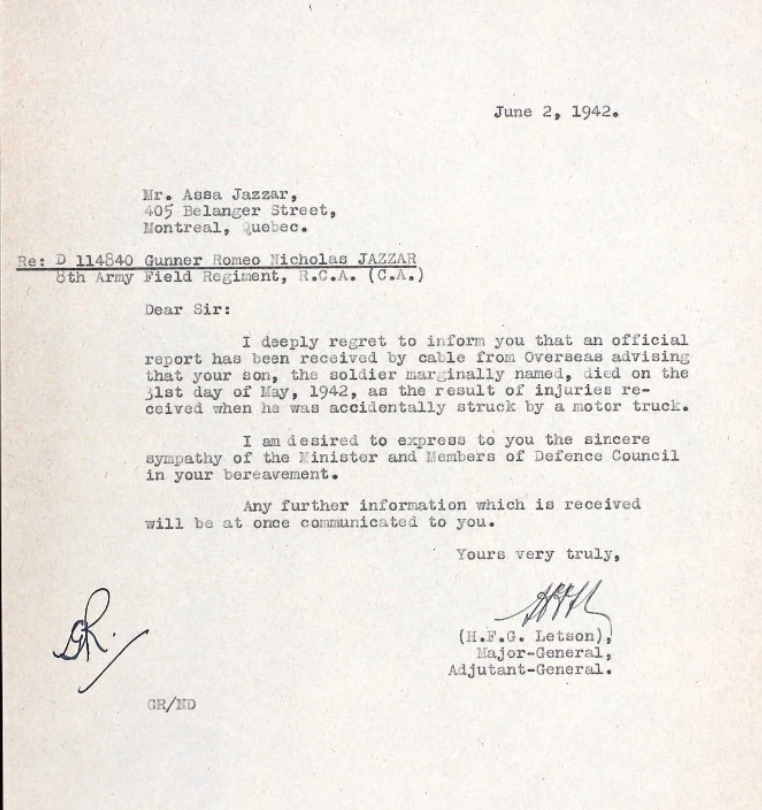 June 2, 1942.
Mr. Assa Jazzar,
405 Belanger Street,
Montreal, Quebec.
Re: D 114840 Gunner Romeo Nicholas JAZZAR
8th Army Field Regiment, R.C.A. (C.A.)
Dear Sir:
I deeply regret to inform you that an official
report has been received by cable from Overseas advising
that your son, the soldier marginally named, died on the
31st day of May, 1942, as the result of injuries re-
ceived when he was accidentally struck by a motor truck.
I am desired to express to you the sincere
sympathy of the Minister and Members of Defence Council
in your bereavement.
Any further information which is received
will be at once communicated to you.
Yours very truly,
(H.F.G. Letson),
Major-General,
Adjutant-General.
GR.
GR/ND